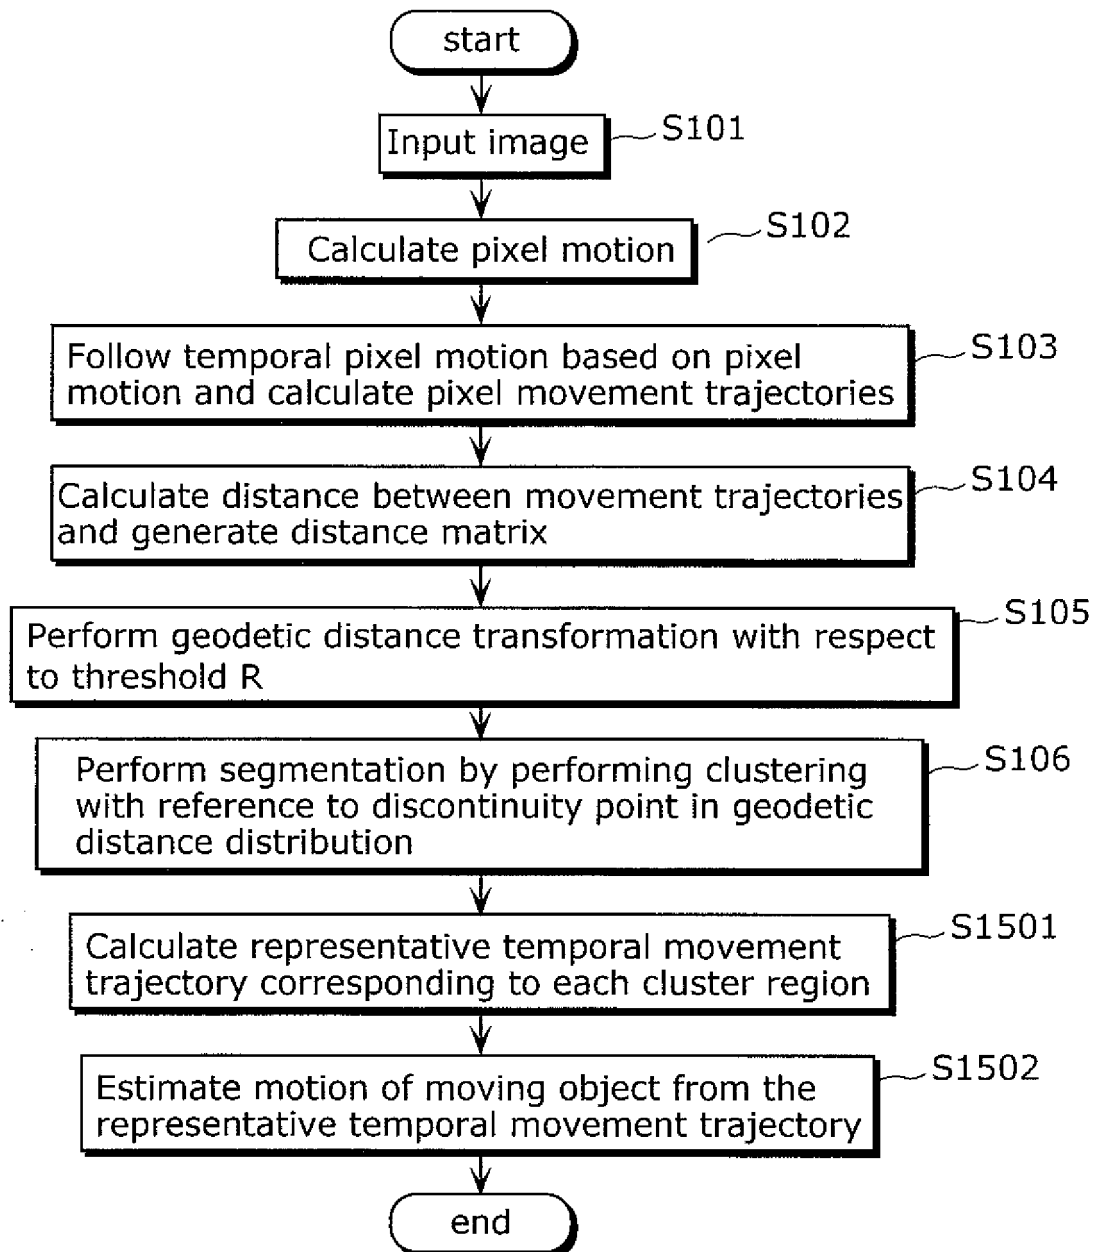 start
Input image
S101
Calculate pixel motion
S102
Follow temporal pixel motion based on pixel
motion and calculate pixel movement trajectories
S103
Calculate distance between movement trajectories
and generate distance matrix
S104
Perform geodetic distance transformation with respect
to threshold R
S105
Perform segmentation by performing clustering
with reference to discontinuity point in geodetic
distance distribution
S106
Calculate representative temporal movement
trajectory corresponding to each cluster region
S1501
Estimate motion of moving object from the
representative temporal movement trajectory
S1502
end